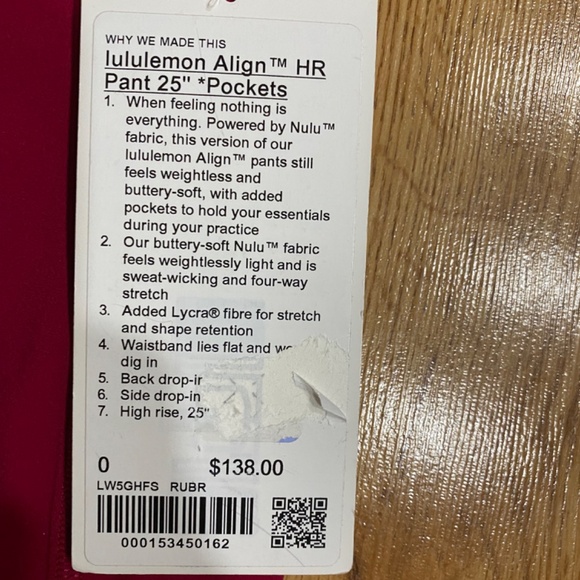 WHY WE MADE THIS
lululemon Align™ HR
Pant 25" *Pockets
1. When feeling nothing is
everything. Powered by Nulu™
fabric, this version of our
lululemon Align™ pants still
feels weightless and
buttery-soft, with added
pockets to hold your essentials
during your practice
2. Our buttery-soft Nulu™ fabric
feels weightlessly light and is
sweat-wicking and four-way
stretch
3. Added Lycra® fibre for stretch
and shape retention
4. Waistband lies flat and
dig in
5. Back
6. Side drop-in
7. High rise, 25"
0 $138.00
LW5GHFS RUBR
000153450162